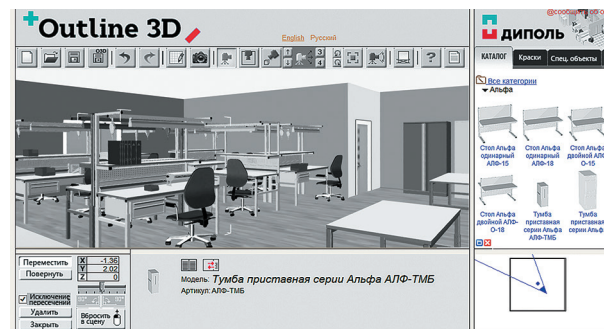 Outline 3D
English Русский
ДИПОЛЬ
КАТАЛОГ Краски Спец. объекты
Все категории
Альфа
Стол Альфа одинарный АЛФ-15
Стол Альфа одинарный АЛФ-18
Стол Альфа двойной АЛФ-О-15
Стол Альфа двойной АЛФ-О-18
Тумба приставная серии Альфа АЛФ-ТМБ
Тумба приставная серии Альфа
Переместить
Повернуть
X -1.36
Y 2.02
Z 0
Исключение пересечений
Удалить
Закрыть
Вбросить в сцену
Модель: Тумба приставная серии Альфа АЛФ-ТМБ
Артикул: АЛФ-ТМБ